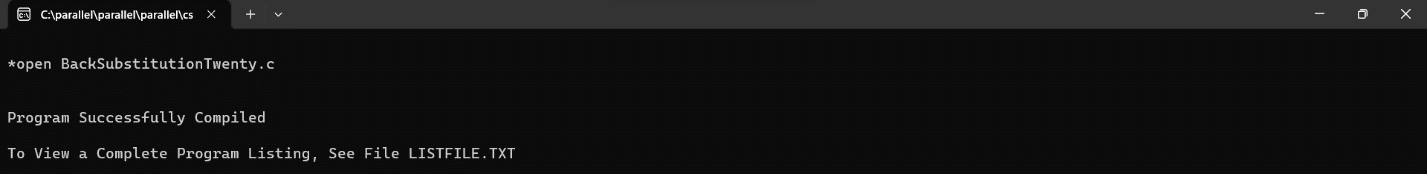 C:\parallel\parallel\parallel\cs
*open BackSubstitutionTwenty.c
Program Successfully Compiled
To View a Complete Program Listing, See File LISTFILE.TXT